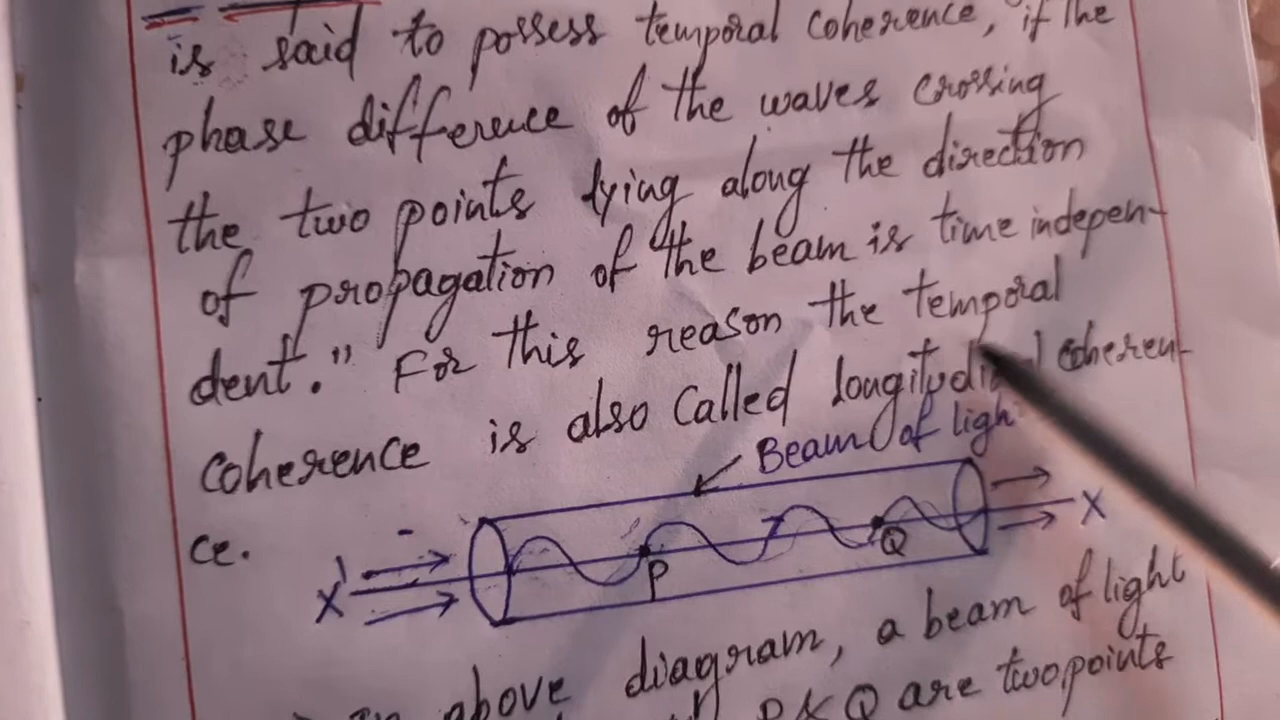 is said to possess temporal coherence, if the
phase difference of the waves crossing
the two points lying along the direction
of propagation of the beam is time indepen-
dent." For this reason the temporal
coherence is also called coheren-
ce.
Beam of
X'
P
Q
X
above diagram, a beam of light
P & Q are two points